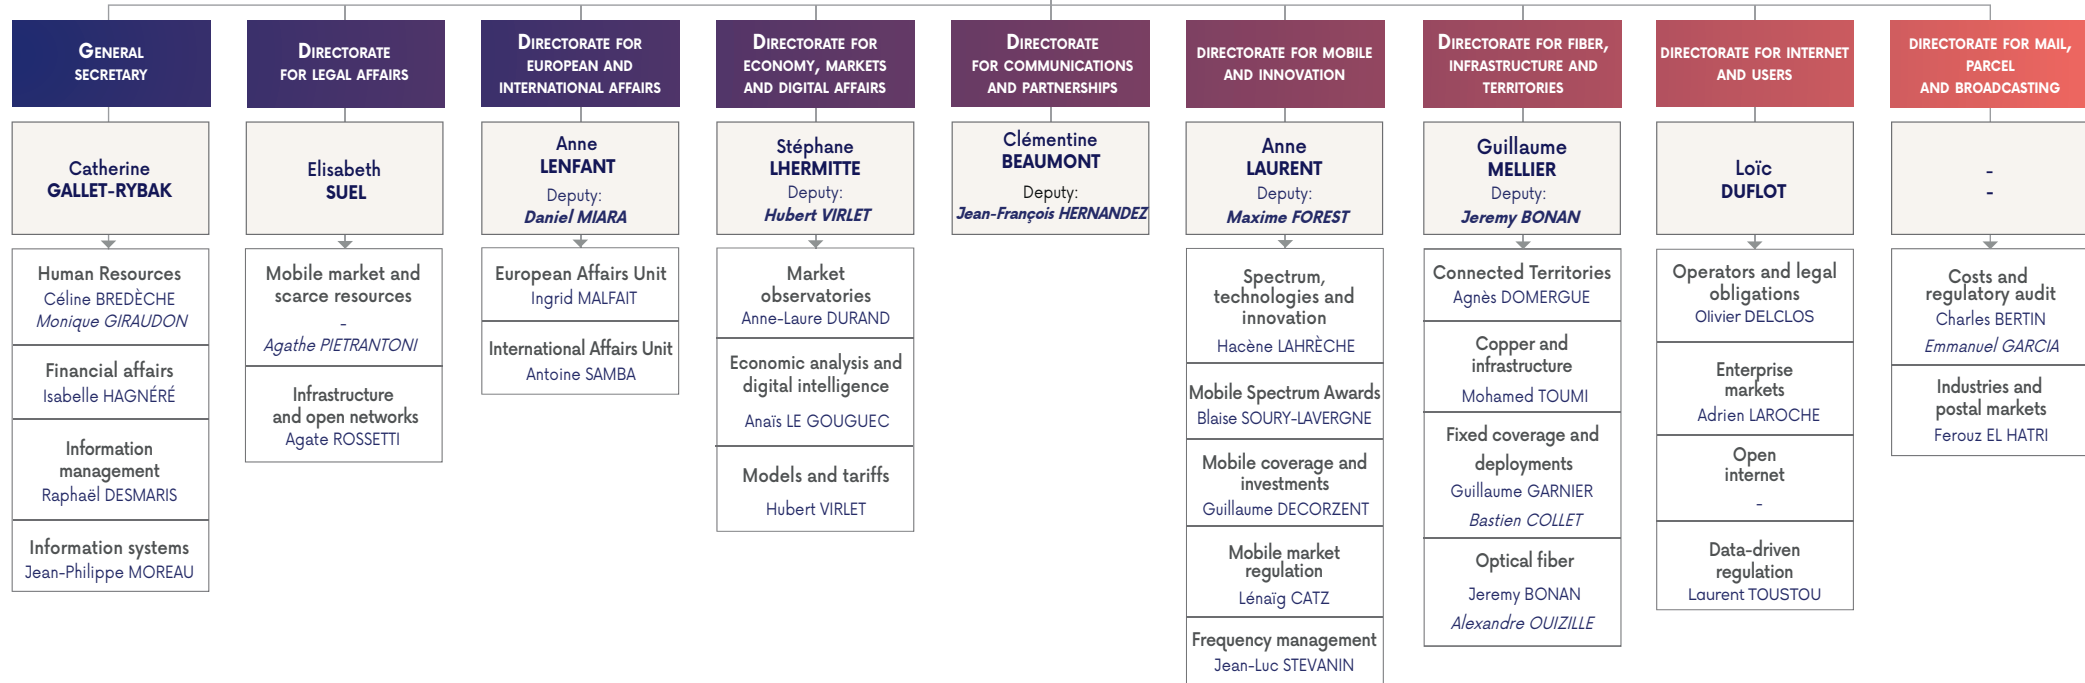 General
secretary
Catherine
GALLET-RYBAK
Human Resources
Céline BREDÈCHE
Monique GIRAUDON
Financial affairs
Isabelle HAGNÉRÉ
Information
management
Raphaël DESMARIS
Information systems
Jean-Philippe MOREAU
Directorate
for legal affairs
Elisabeth
SUEL
Mobile market and
scarce resources
-
Agathe PIETRANTONI
Infrastructure
and open networks
Agate ROSSETTI
Directorate for
european and
international affairs
Anne
LENFANT
Deputy:
Daniel MIARA
European Affairs Unit
Ingrid MALFAIT
International Affairs Unit
Antoine SAMBA
Directorate for
economy, markets
and digital affairs
Stéphane
LHERMITTE
Deputy:
Hubert VIRLET
Market
observatories
Anne-Laure DURAND
Economic analysis and
digital intelligence
Anaïs LE GOUGUEC
Models and tariffs
Hubert VIRLET
Directorate
for communications
and partnerships
Clémentine
BEAUMONT
Deputy:
Jean-François HERNANDEZ
directorate for mobile
and innovation
Anne
LAURENT
Deputy:
Maxime FOREST
Spectrum,
technologies and
innovation
Hacène LAHRÈCHE
Mobile Spectrum Awards
Blaise SOURY-LAVERGNE
Mobile coverage and
investments
Guillaume DECORZENT
Mobile market
regulation
Lénaïg CATZ
Frequency management
Jean-Luc STEVANIN
Directorate for fiber,
infrastructure and
territories
Guillaume
MELLIER
Deputy:
Jeremy BONAN
Connected Territories
Agnès DOMERGUE
Copper and
infrastructure
Mohamed TOUMI
Fixed coverage and
deployments
Guillaume GARNIER
Bastien COLLET
Optical fiber
Jeremy BONAN
Alexandre OUIZILLE
directorate for internet
and users
Loïc
DUFLOT
Operators and legal
obligations
Olivier DELCLOS
Enterprise
markets
Adrien LAROCHE
Open
internet
-
Data-driven
regulation
Laurent TOUSTOU
directorate for mail,
parcel
and broadcasting
-
-
Costs and
regulatory audit
Charles BERTIN
Emmanuel GARCIA
Industries and
postal markets
Ferouz EL HATRI